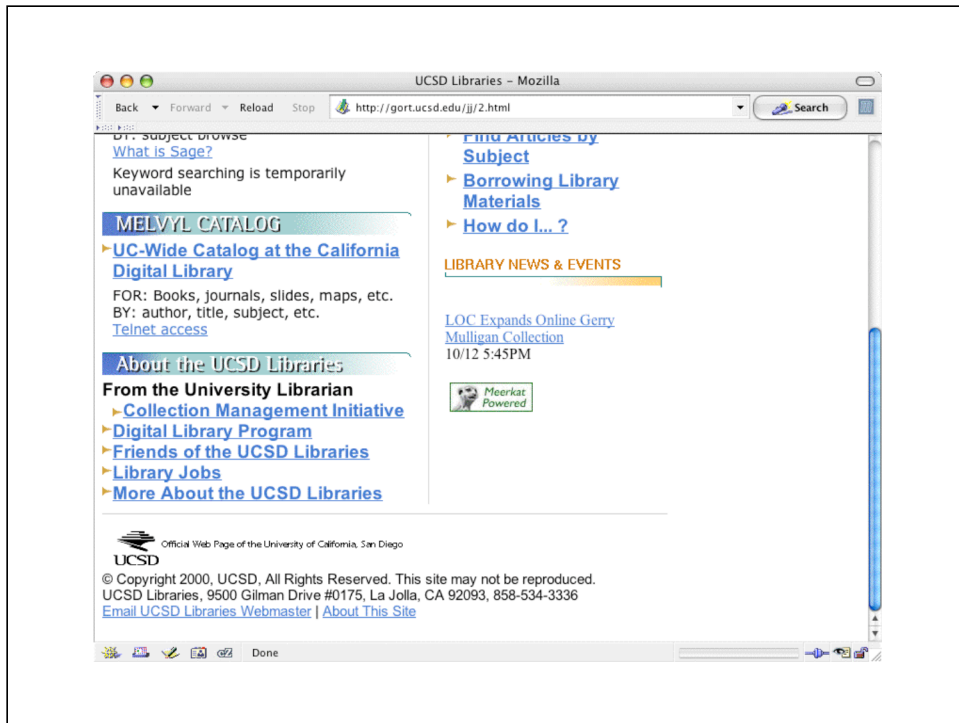 UCSD Libraries – Mozilla
Back Forward Reload Stop http://gort.ucsd.edu/jj/2.html Search
BY: subject browse
What is Sage?
Keyword searching is temporarily
unavailable
MELVYL CATALOG
UC-Wide Catalog at the California
Digital Library
FOR: Books, journals, slides, maps, etc.
BY: author, title, subject, etc.
Telnet access
About the UCSD Libraries
From the University Librarian
Collection Management Initiative
Digital Library Program
Friends of the UCSD Libraries
Library Jobs
More About the UCSD Libraries
Find Articles by
Subject
Borrowing Library
Materials
How do I... ?
LIBRARY NEWS & EVENTS
LOC Expands Online Gerry
Mulligan Collection
10/12 5:45PM
Meerkat
Powered
Official Web Page of the University of California, San Diego
UCSD
© Copyright 2000, UCSD, All Rights Reserved. This site may not be reproduced.
UCSD Libraries, 9500 Gilman Drive #0175, La Jolla, CA 92093, 858-534-3336
Email UCSD Libraries Webmaster | About This Site
Done